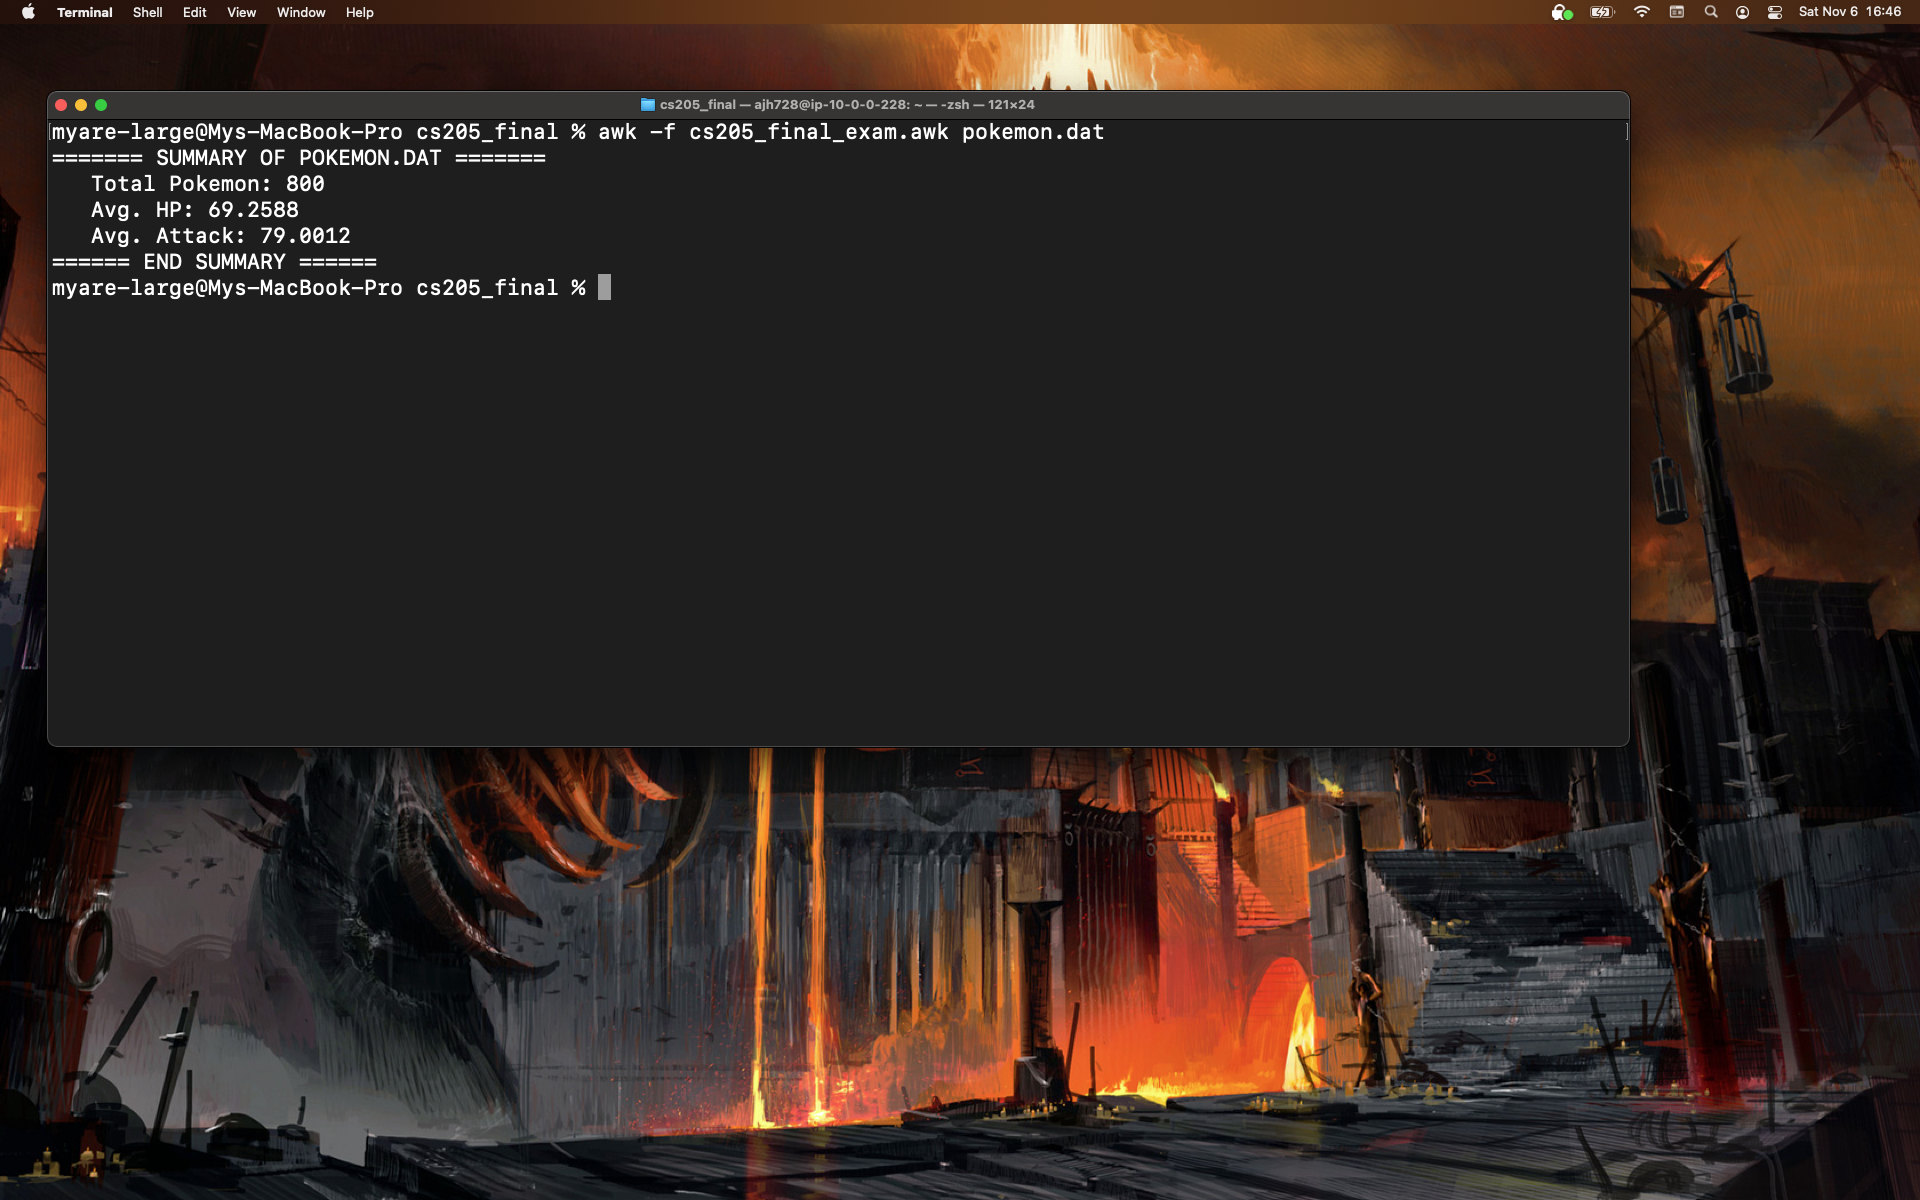 Terminal Shell Edit View Window Help Sat Nov 6 16:46
cs205_final — ajh728@ip-10-0-0-228: ~ — -zsh — 121×24
myare-large@Mys-MacBook-Pro cs205_final % awk -f cs205_final_exam.awk pokemon.dat
======= SUMMARY OF POKEMON.DAT =======
   Total Pokemon: 800
   Avg. HP: 69.2588
   Avg. Attack: 79.0012
====== END SUMMARY ======
myare-large@Mys-MacBook-Pro cs205_final %